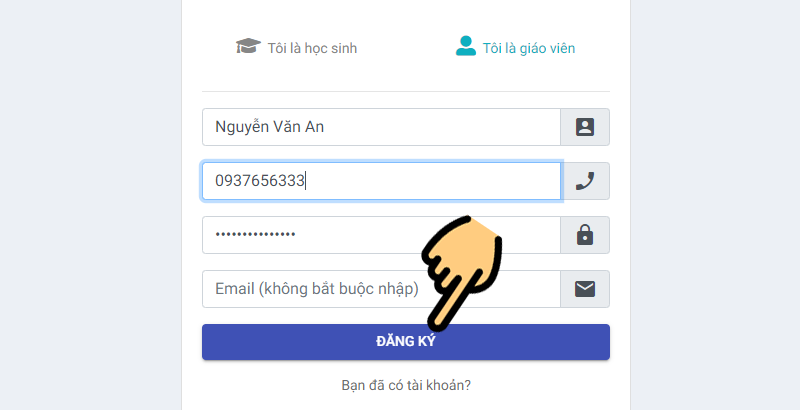 Tôi là học sinh Tôi là giáo viên
Nguyễn Văn An
0937656333
•••••••••••••••
Email (không bắt buộc nhập)
ĐĂNG KÝ
Bạn đã có tài khoản?